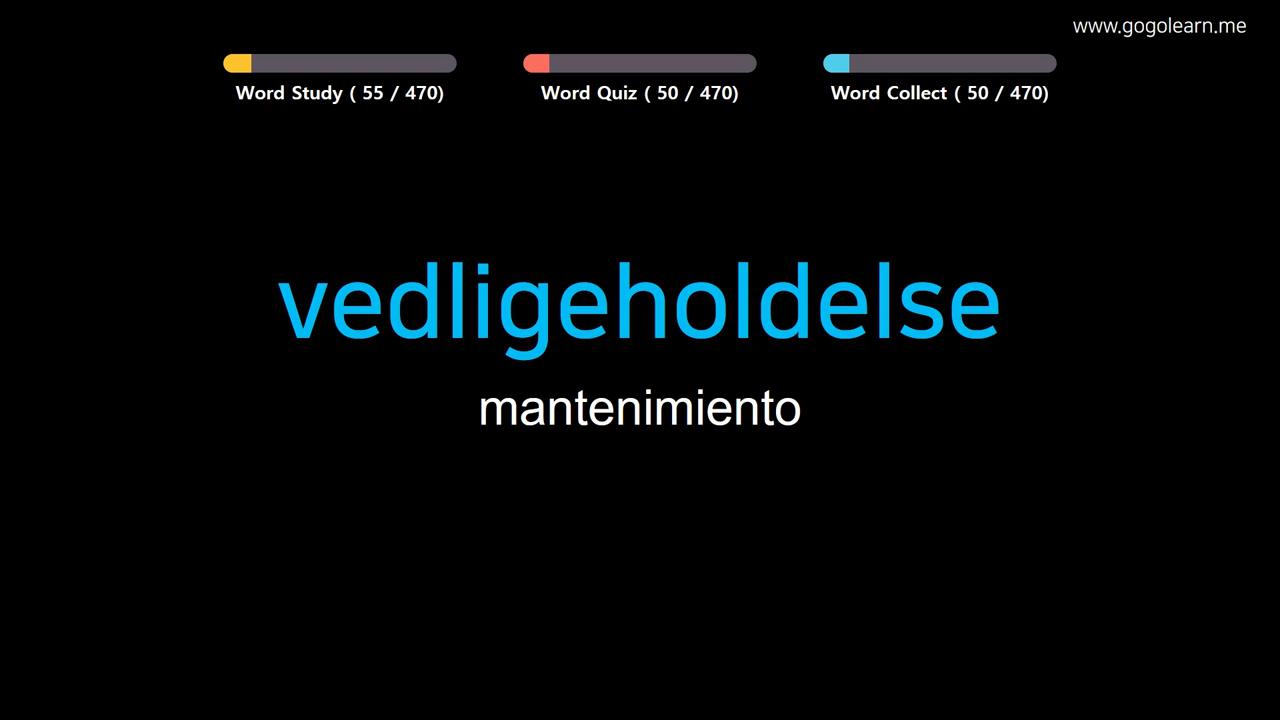 www.gogolearn.me
Word Study ( 55 / 470)
Word Quiz ( 50 / 470)
Word Collect ( 50 / 470)
vedligeholdelse
mantenimiento